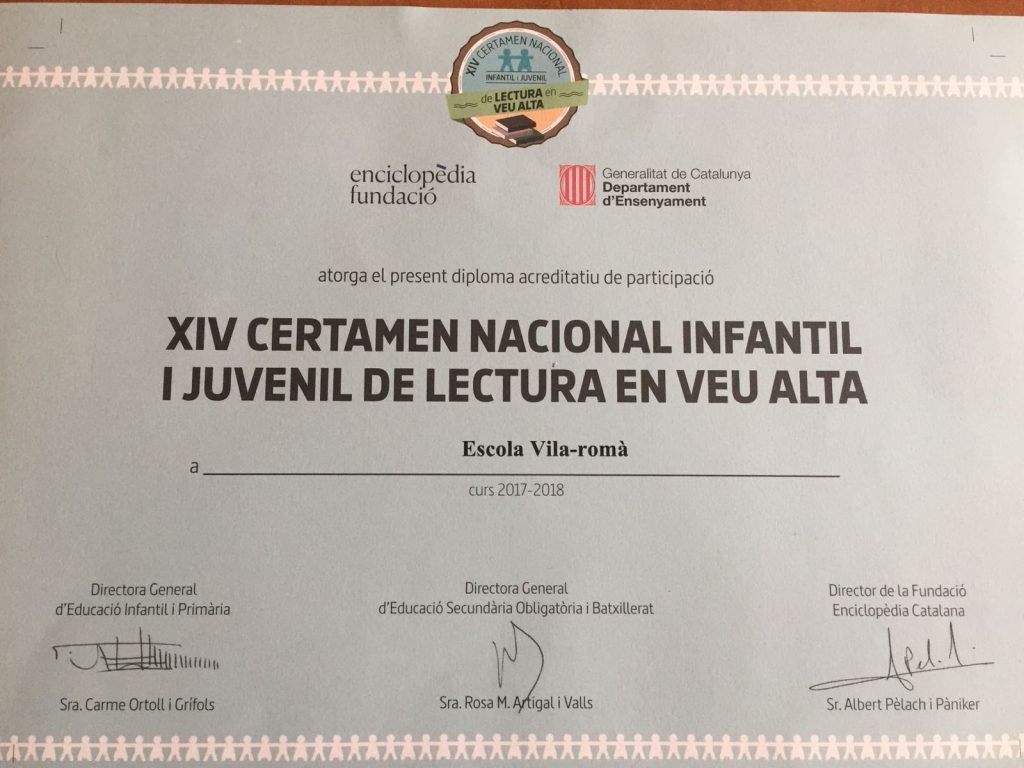 XIV CERTAMEN NACIONAL
INFANTIL I JUVENIL
de LECTURA en
VEU ALTA
enciclopèdia
fundació
Generalitat de Catalunya
Departament
d'Ensenyament
atorga el present diploma acreditatiu de participació
XIV CERTAMEN NACIONAL INFANTIL
I JUVENIL DE LECTURA EN VEU ALTA
Escola Vila-romà
a
curs 2017-2018
Directora General
d'Educació Infantil i Primària
Sra. Carme Ortoll i Grífols
Directora General
d'Educació Secundària Obligatòria i Batxillerat
Sra. Rosa M. Artigal i Valls
Director de la Fundació
Enciclopèdia Catalana
Sr. Albert Pèlach i Pàniker